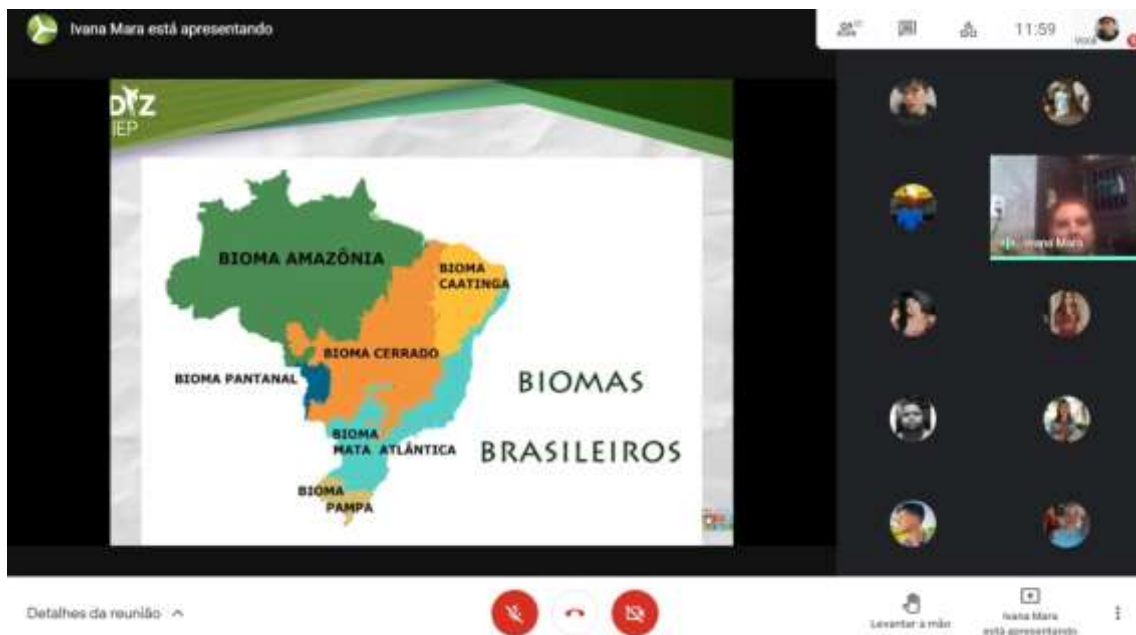 Ivana Mara está apresentando
11:59
Você
IEP
BIOMA AMAZÔNIA
BIOMA
CAATINGA
BIOMA CERRADO
BIOMA PANTANAL
BIOMA
MATA ATLÂNTICA
BIOMA
PAMPA
BIOMAS
BRASILEIROS
Ivana Mara
Detalhes da reunião
Levantar a mão
Ivana Mara
está apresentando